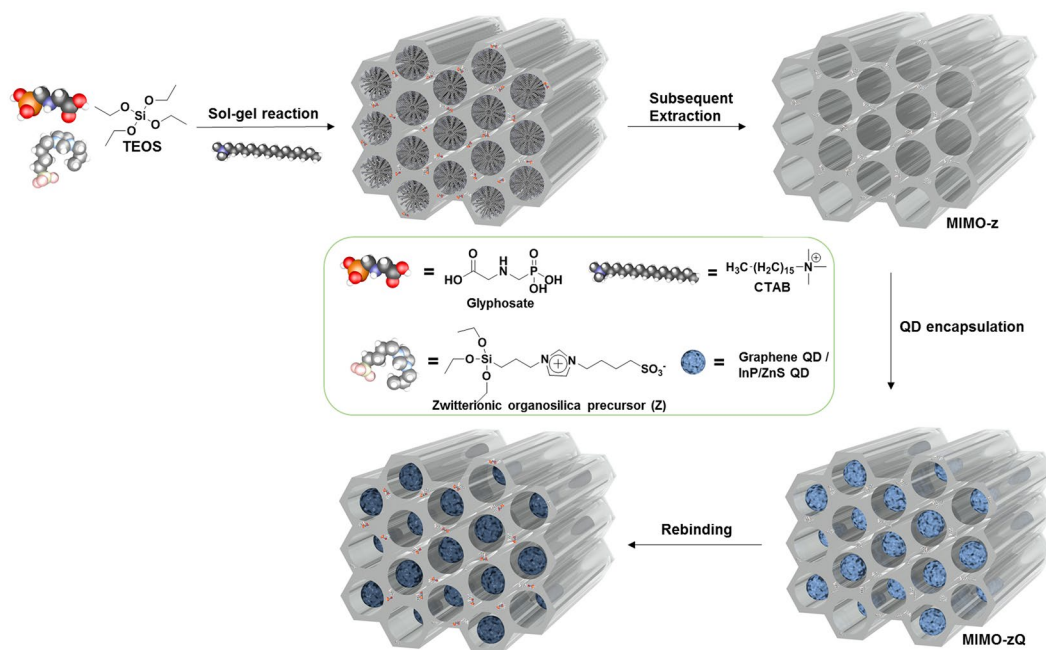 Si
O
O
O
O
TEOS
Sol-gel reaction
Subsequent
Extraction
MIMO-z
=
O
HO
H
N
O
P
OH
OH
Glyphosate
=
H₃C-(H₂C)₁₅-N
+
CTAB
QD encapsulation
=
O
O
Si
O
N
+
N
SO₃-
Zwitterionic organosilica precursor (Z)
=
Graphene QD /
InP/ZnS QD
Rebinding
MIMO-zQ